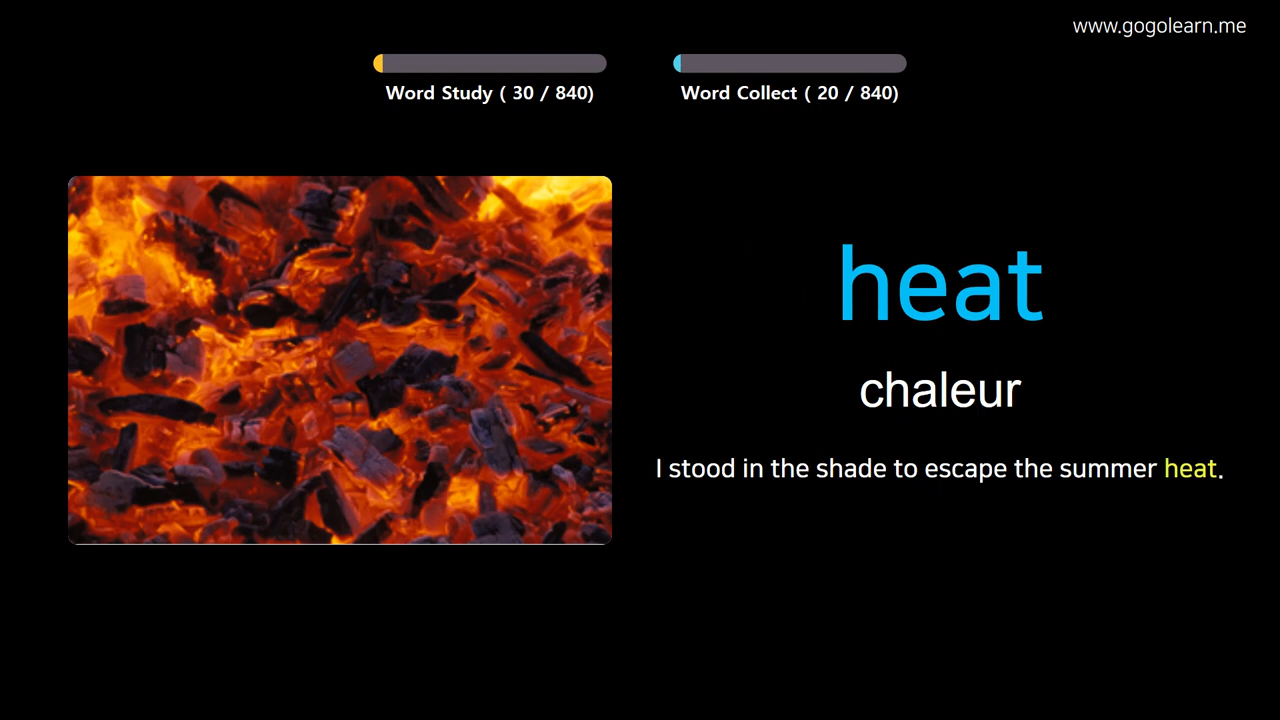 www.gogolearn.me
Word Study ( 30 / 840)
Word Collect ( 20 / 840)
heat
chaleur
I stood in the shade to escape the summer heat.